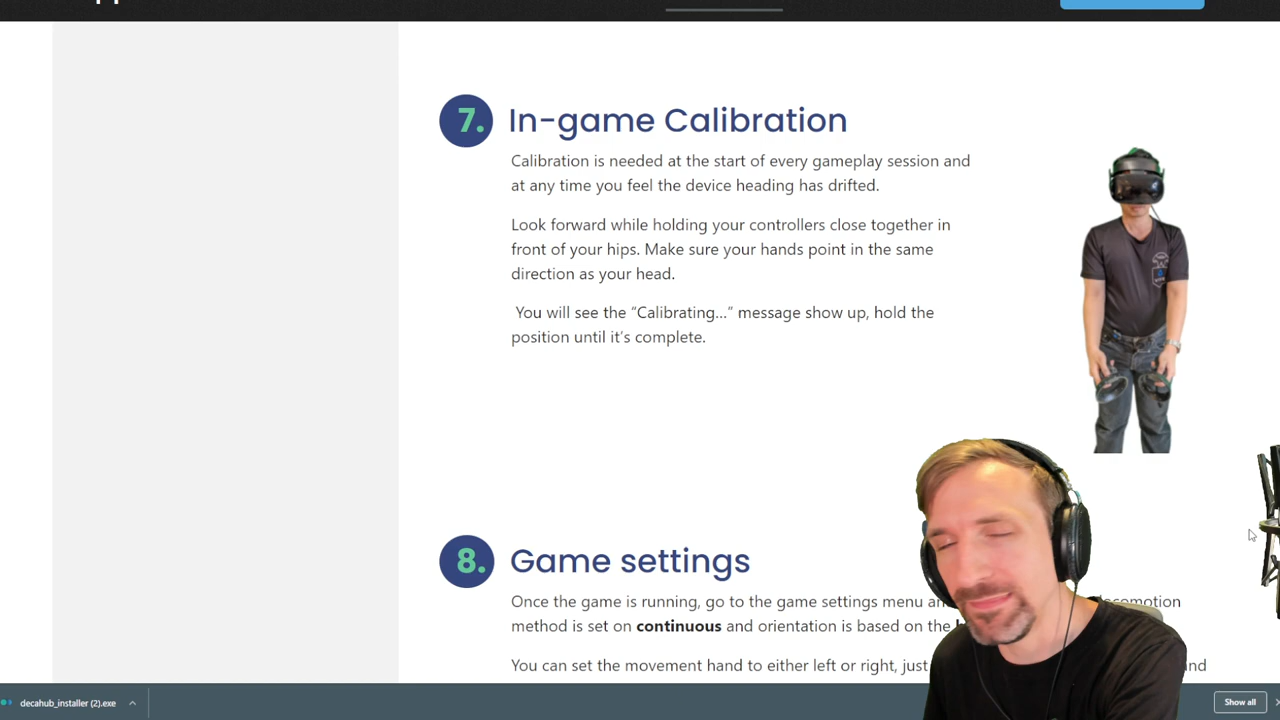 7. In-game Calibration
Calibration is needed at the start of every gameplay session and
at any time you feel the device heading has drifted.
Look forward while holding your controllers close together in
front of your hips. Make sure your hands point in the same
direction as your head.
You will see the “Calibrating...” message show up, hold the
position until it’s complete.
8. Game settings
Once the game is running, go to the game settings menu locomotion
method is set on continuous and orientation is based on the
You can set the movement hand to either left or right, just
decahub_installer (2).exe
Show all